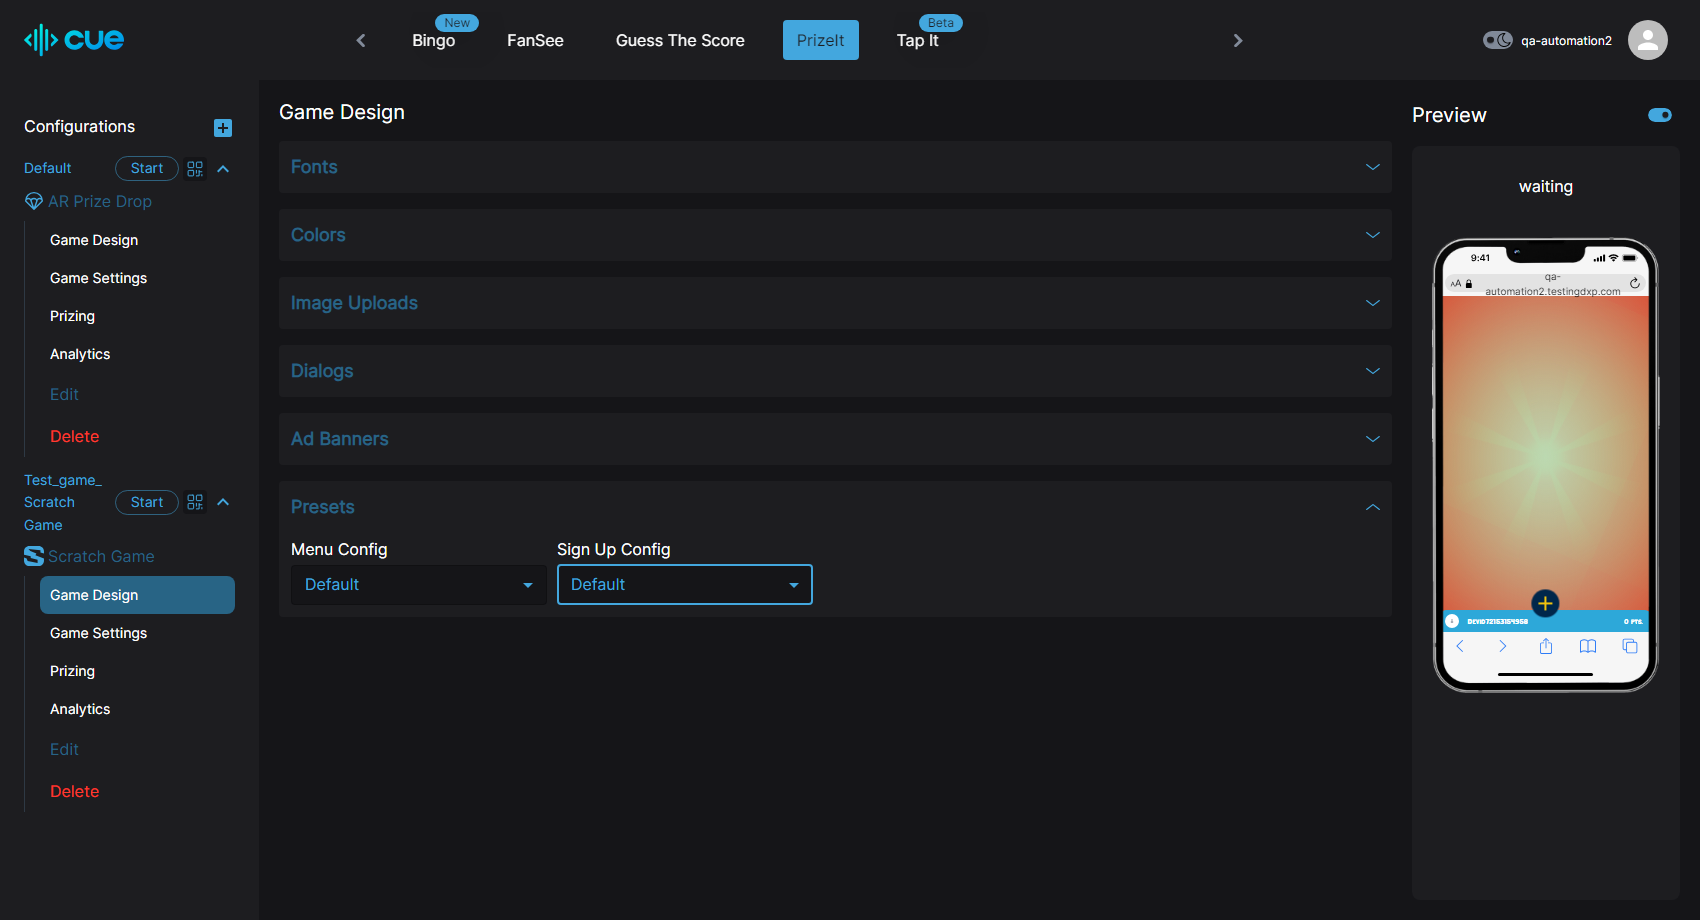 cue
New
Bingo
FanSee
Guess The Score
PrizeIt
Beta
Tap It
qa-automation2
Configurations
Default
Start
AR Prize Drop
Game Design
Game Settings
Prizing
Analytics
Edit
Delete
Test_game_
Scratch
Game
Start
Scratch Game
Game Design
Game Settings
Prizing
Analytics
Edit
Delete
Game Design
Fonts
Colors
Image Uploads
Dialogs
Ad Banners
Presets
Menu Config
Sign Up Config
Default
Default
Preview
waiting
9:41
AA
qa-
automation2.testingdxp.com
0 PTS.